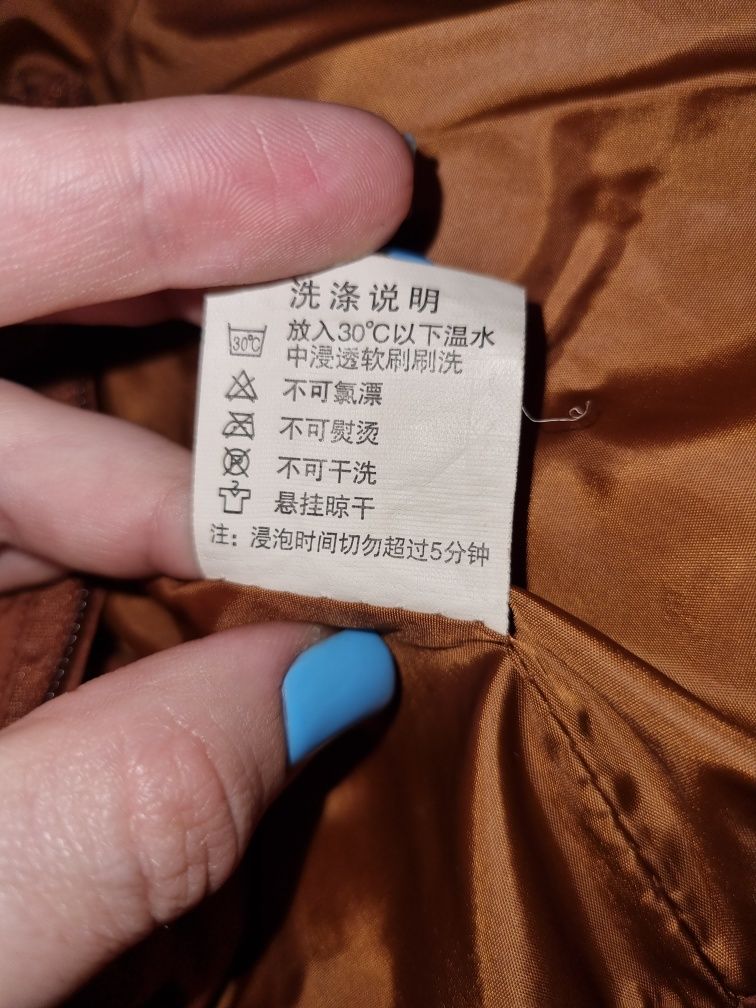 洗涤说明
30℃ 放入30℃以下温水
中浸透软刷刷洗
不可氯漂
不可熨烫
不可干洗
悬挂晾干
注：浸泡时间切勿超过5分钟